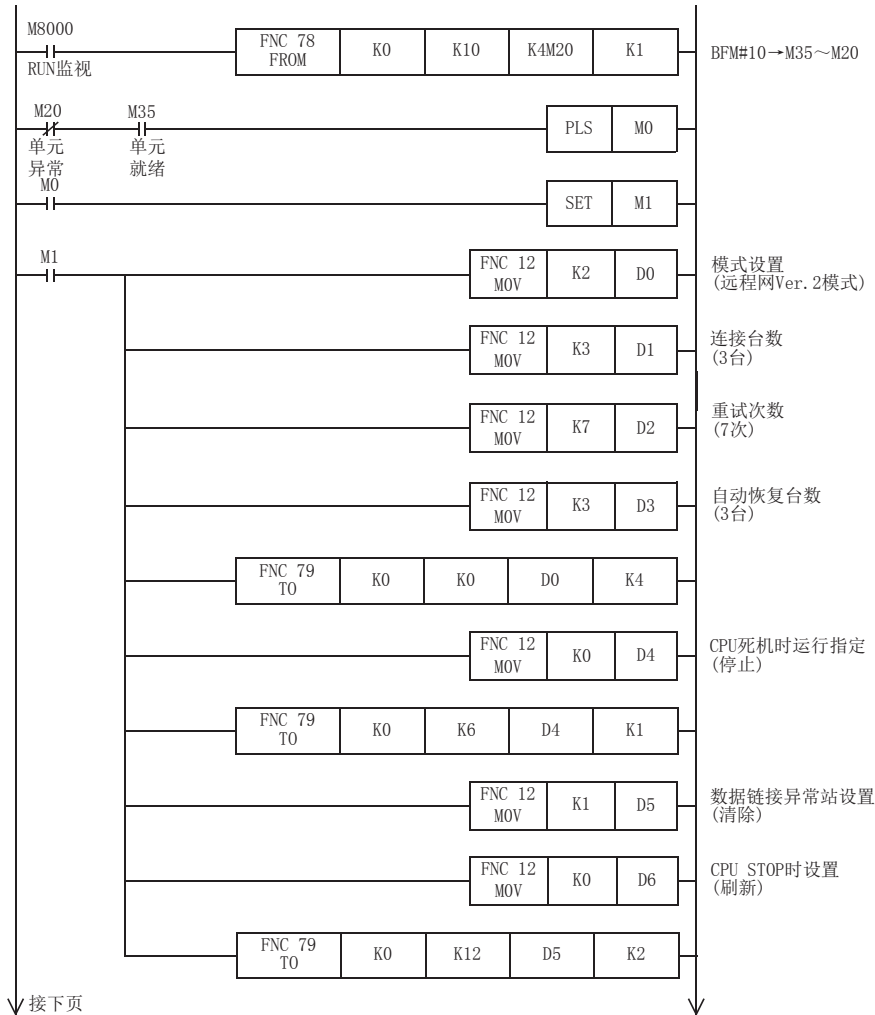 M8000
RUN监视
FNC 78
FROM
K0
K10
K4M20
K1
BFM#10→M35～M20
M20
单元
异常
M35
单元
就绪
PLS
M0
M0
SET
M1
M1
FNC 12
MOV
K2
D0
模式设置
(远程网Ver.2模式)
FNC 12
MOV
K3
D1
连接台数
(3台)
FNC 12
MOV
K7
D2
重试次数
(7次)
FNC 12
MOV
K3
D3
自动恢复台数
(3台)
FNC 79
TO
K0
K0
D0
K4
FNC 12
MOV
K0
D4
CPU死机时运行指定
(停止)
FNC 79
TO
K0
K6
D4
K1
FNC 12
MOV
K1
D5
数据链接异常站设置
(清除)
FNC 12
MOV
K0
D6
CPU STOP时设置
(刷新)
FNC 79
TO
K0
K12
D5
K2
接下页